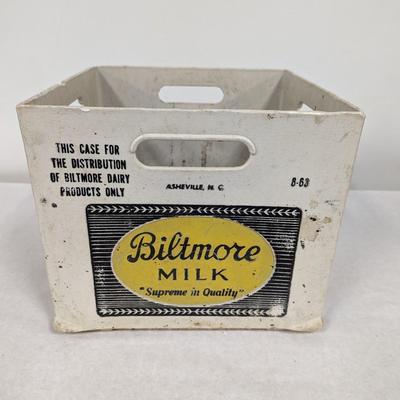 THIS CASE FOR
THE DISTRIBUTION
OF BILTMORE DAIRY
PRODUCTS ONLY
ASHEVILLE, N. C.
8-63
Biltmore
MILK
"Supreme in Quality"